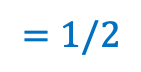 = 1/2